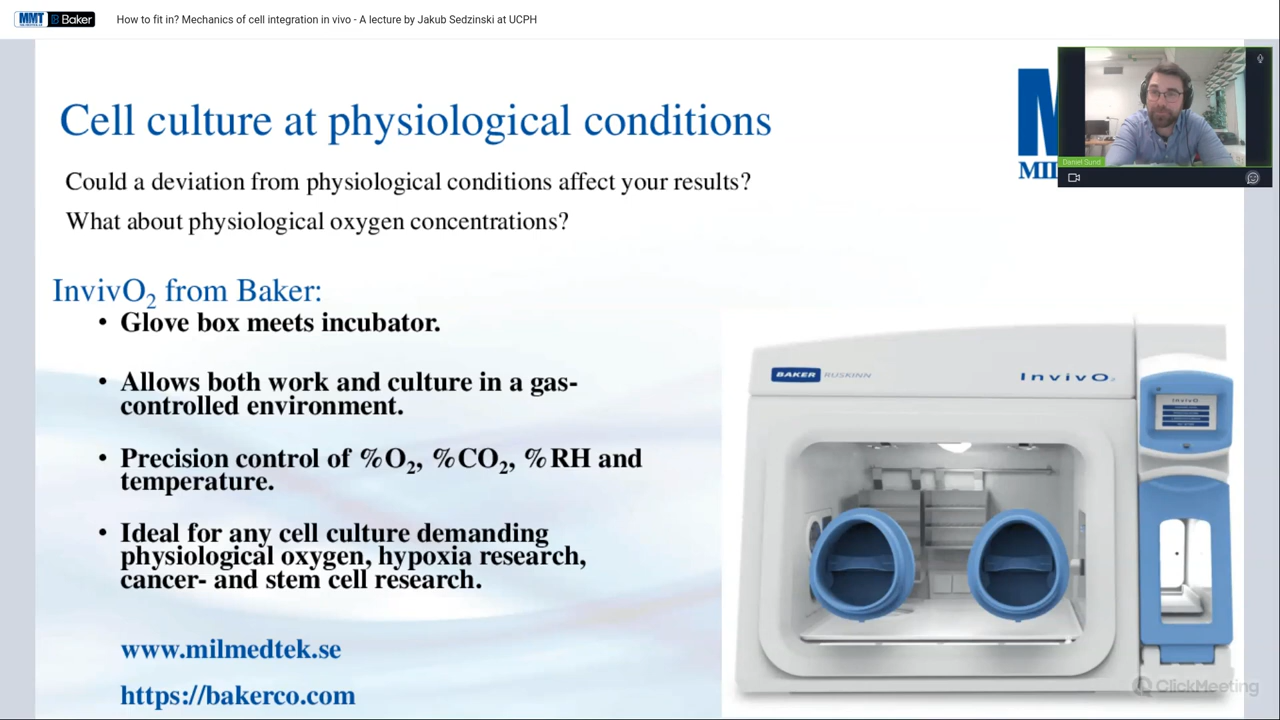 MMT Baker How to fit in? Mechanics of cell integration in vivo - A lecture by Jakub Sedzinski at UCPH
Cell culture at physiological conditions
Could a deviation from physiological conditions affect your results?
What about physiological oxygen concentrations?
Daniel Sund
InvivO₂ from Baker:
• Glove box meets incubator.
• Allows both work and culture in a gas-
controlled environment.
• Precision control of %O₂, %CO₂, %RH and
temperature.
• Ideal for any cell culture demanding
physiological oxygen, hypoxia research,
cancer- and stem cell research.
www.milmedtek.se
https://bakerco.com
BAKER RUSKINN
InvivO₂
InvivO
ClickMeeting